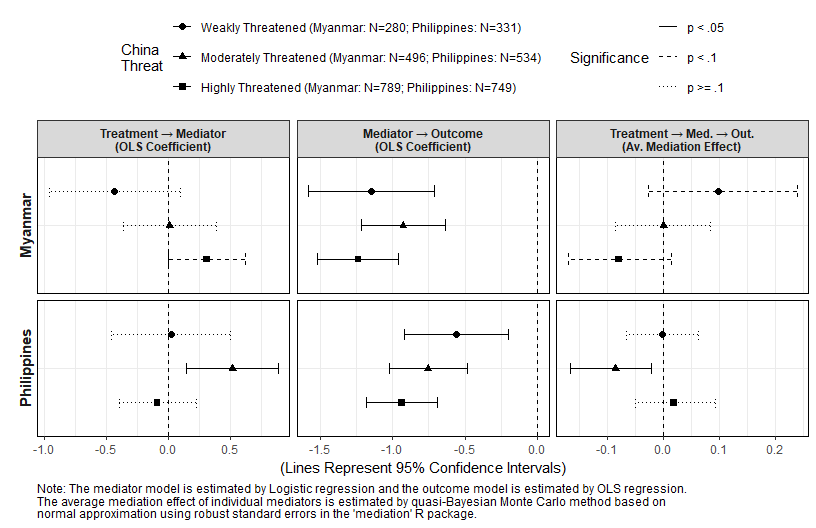 China
Threat
Weakly Threatened (Myanmar: N=280; Philippines: N=331)
Moderately Threatened (Myanmar: N=496; Philippines: N=534)
Highly Threatened (Myanmar: N=789; Philippines: N=749)
Significance
p < .05
p < .1
p >= .1
Treatment → Mediator
(OLS Coefficient)
Mediator → Outcome
(OLS Coefficient)
Treatment → Med. → Out.
(Av. Mediation Effect)
Myanmar
Philippines
-1.0 -0.5 0.0 0.5
-1.5 -1.0 -0.5 0.0
-0.1 0.0 0.1 0.2
(Lines Represent 95% Confidence Intervals)
Note: The mediator model is estimated by Logistic regression and the outcome model is estimated by OLS regression.
The average mediation effect of individual mediators is estimated by quasi-Bayesian Monte Carlo method based on
normal approximation using robust standard errors in the 'mediation' R package.